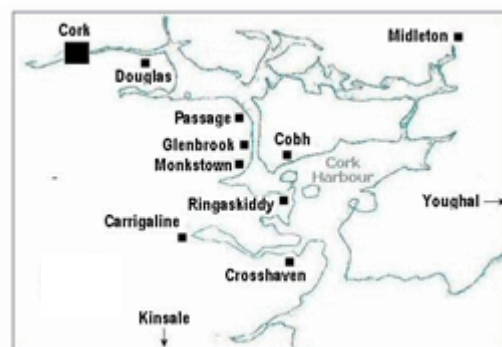 Cork
Midleton
Douglas
Passage
Glenbrook
Cobh
Monkstown
Cork
Harbour
Ringaskiddy
Youghal
Carrigaline
Crosshaven
Kinsale